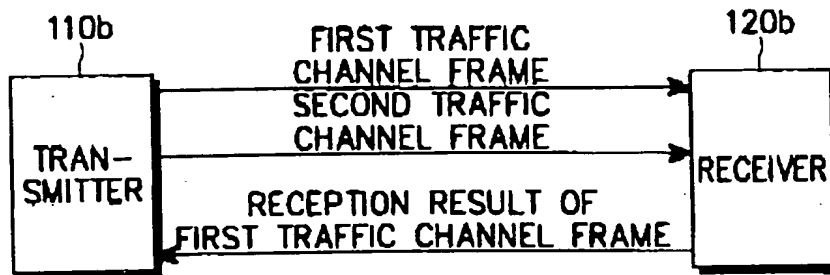 110b
120b
FIRST TRAFFIC
CHANNEL FRAME
SECOND TRAFFIC
CHANNEL FRAME
TRAN-
SMITTER
RECEIVER
RECEPTION RESULT OF
FIRST TRAFFIC CHANNEL FRAME